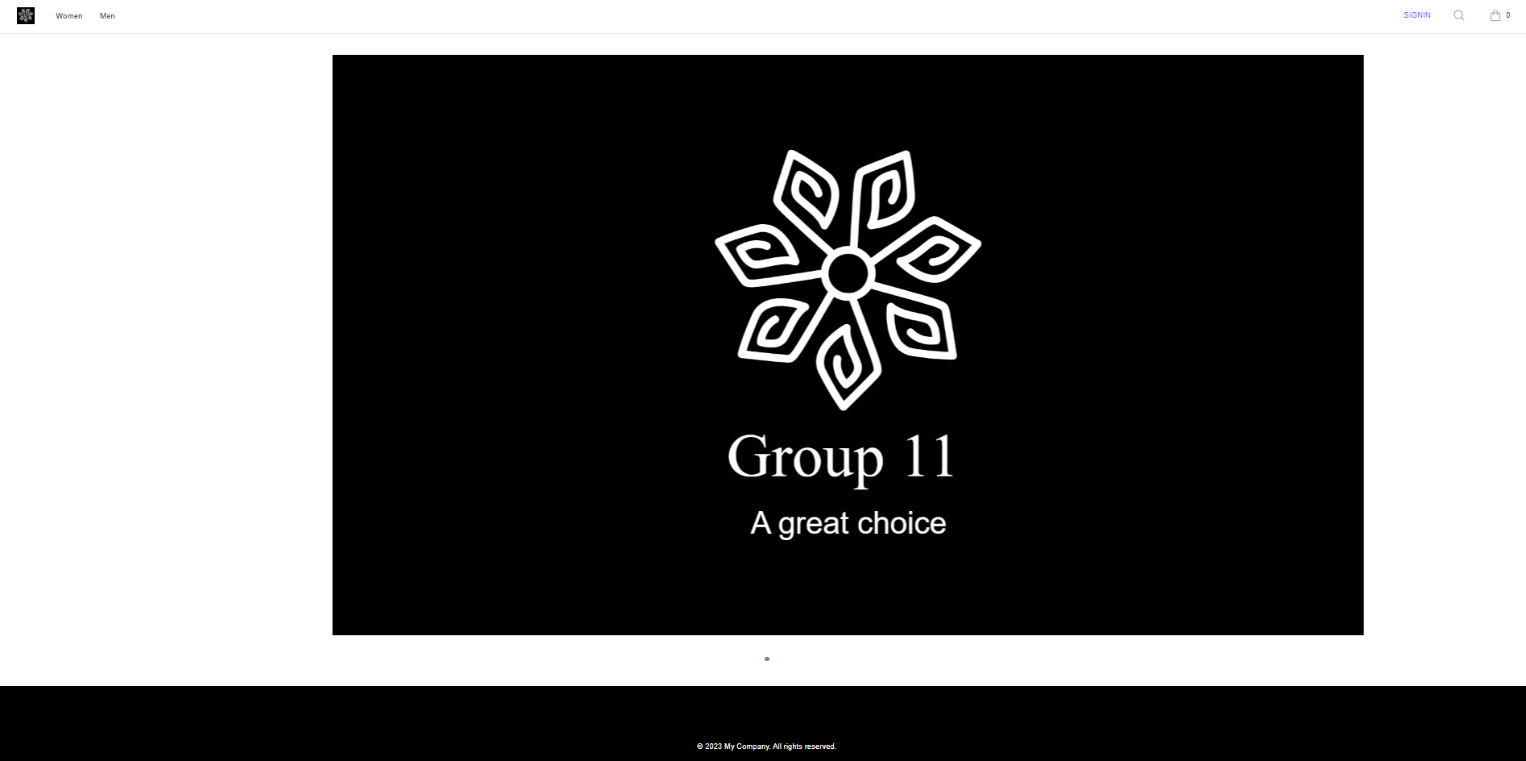 Women Men SIGNIN 0
Group 11
A great choice
© 2023 My Company. All rights reserved.